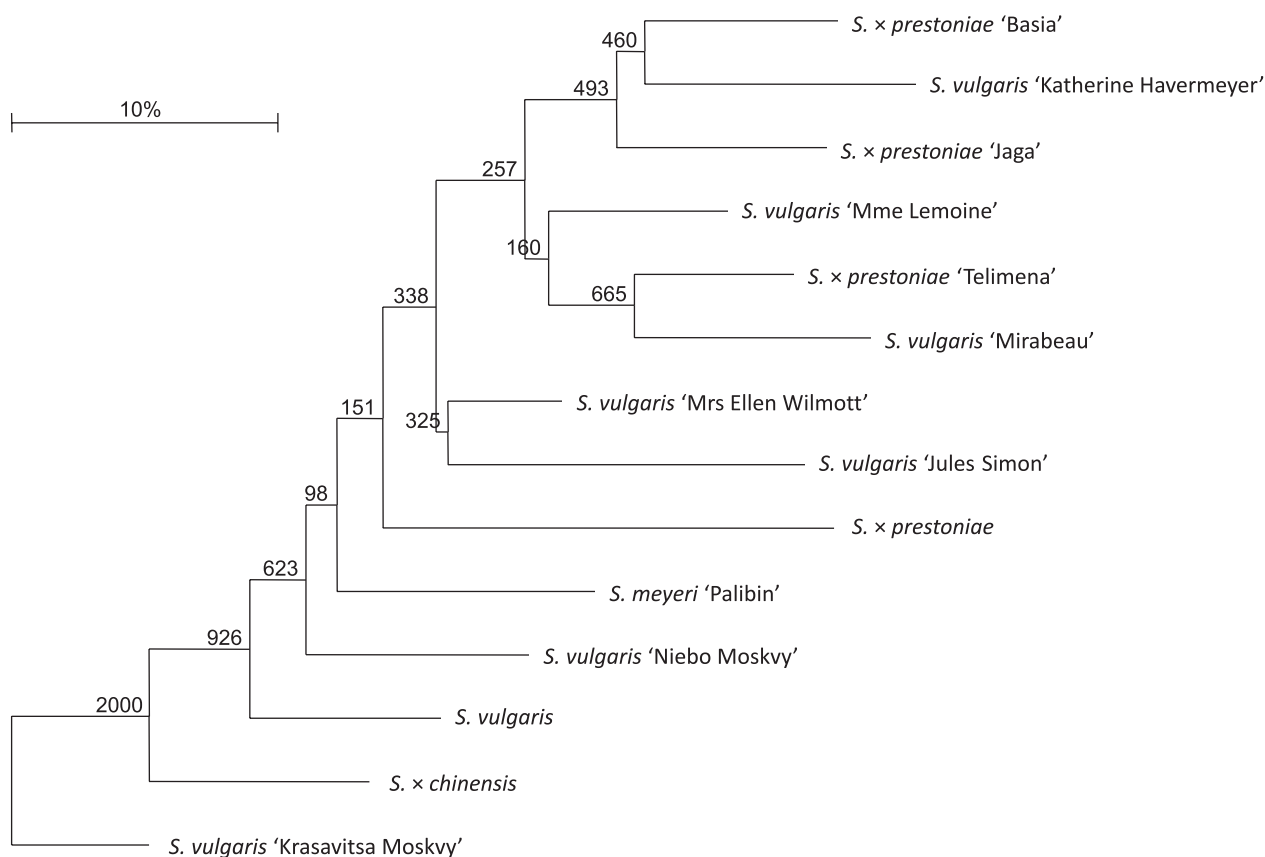 S. × prestoniae ‘Basia’
460
S. vulgaris ‘Katherine Havermeyer’
493
10%
S. × prestoniae ‘Jaga’
257
S. vulgaris ‘Mme Lemoine’
160
S. × prestoniae ‘Telimena’
665
338
S. vulgaris ‘Mirabeau’
S. vulgaris ‘Mrs Ellen Wilmott’
151
325
S. vulgaris ‘Jules Simon’
98
S. × prestoniae
623
S. meyeri ‘Palibin’
926
S. vulgaris ‘Niebo Moskvy’
2000
S. vulgaris
S. × chinensis
S. vulgaris ‘Krasavitsa Moskvy’